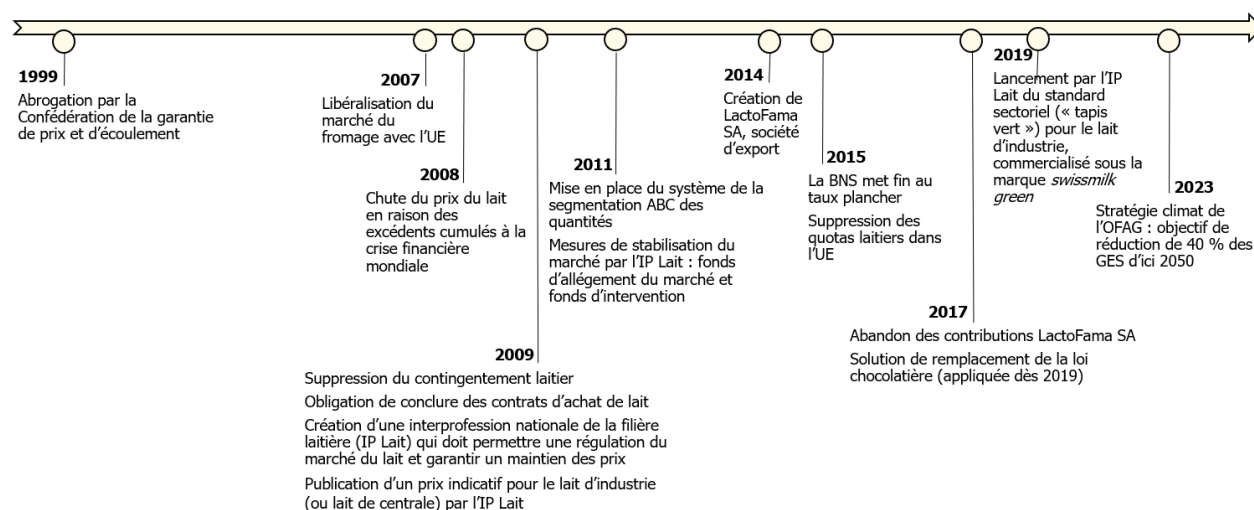 1999
Abrogation par la
Confédération de la garantie
de prix et d'écoulement
2007
Libéralisation du
marché du
fromage avec l'UE
2008
Chute du prix du lait
en raison des
excédents cumulés à la
crise financière
mondiale
2009
Suppression du contingentement laitier
Obligation de conclure des contrats d'achat de lait
Création d'une interprofession nationale de la filière
laitière (IP Lait) qui doit permettre une régulation du
marché du lait et garantir un maintien des prix
Publication d'un prix indicatif pour le lait d'industrie
(ou lait de centrale) par l'IP Lait
2011
Mise en place du système de la
segmentation ABC des
quantités
Mesures de stabilisation du
marché par l'IP Lait : fonds
d'allégement du marché et
fonds d'intervention
2014
Création de
LactoFama
SA, société
d'export
2015
La BNS met fin au
taux plancher
Suppression des
quotas laitiers dans
l'UE
2017
Abandon des contributions LactoFama SA
Solution de remplacement de la loi
chocolatière (appliquée dès 2019)
2019
Lancement par l'IP
Lait du standard
sectoriel (« tapis
vert ») pour le lait
d'industrie,
commercialisé sous la
marque swissmilk
green
2023
Stratégie climat de
l'OFAG : objectif de
réduction de 40 % des
GES d'ici 2050